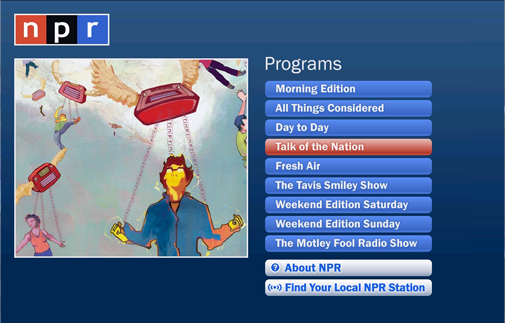 npr
Programs
Morning Edition
All Things Considered
Day to Day
Talk of the Nation
Fresh Air
The Tavis Smiley Show
Weekend Edition Saturday
Weekend Edition Sunday
The Motley Fool Radio Show
? About NPR
Find Your Local NPR Station